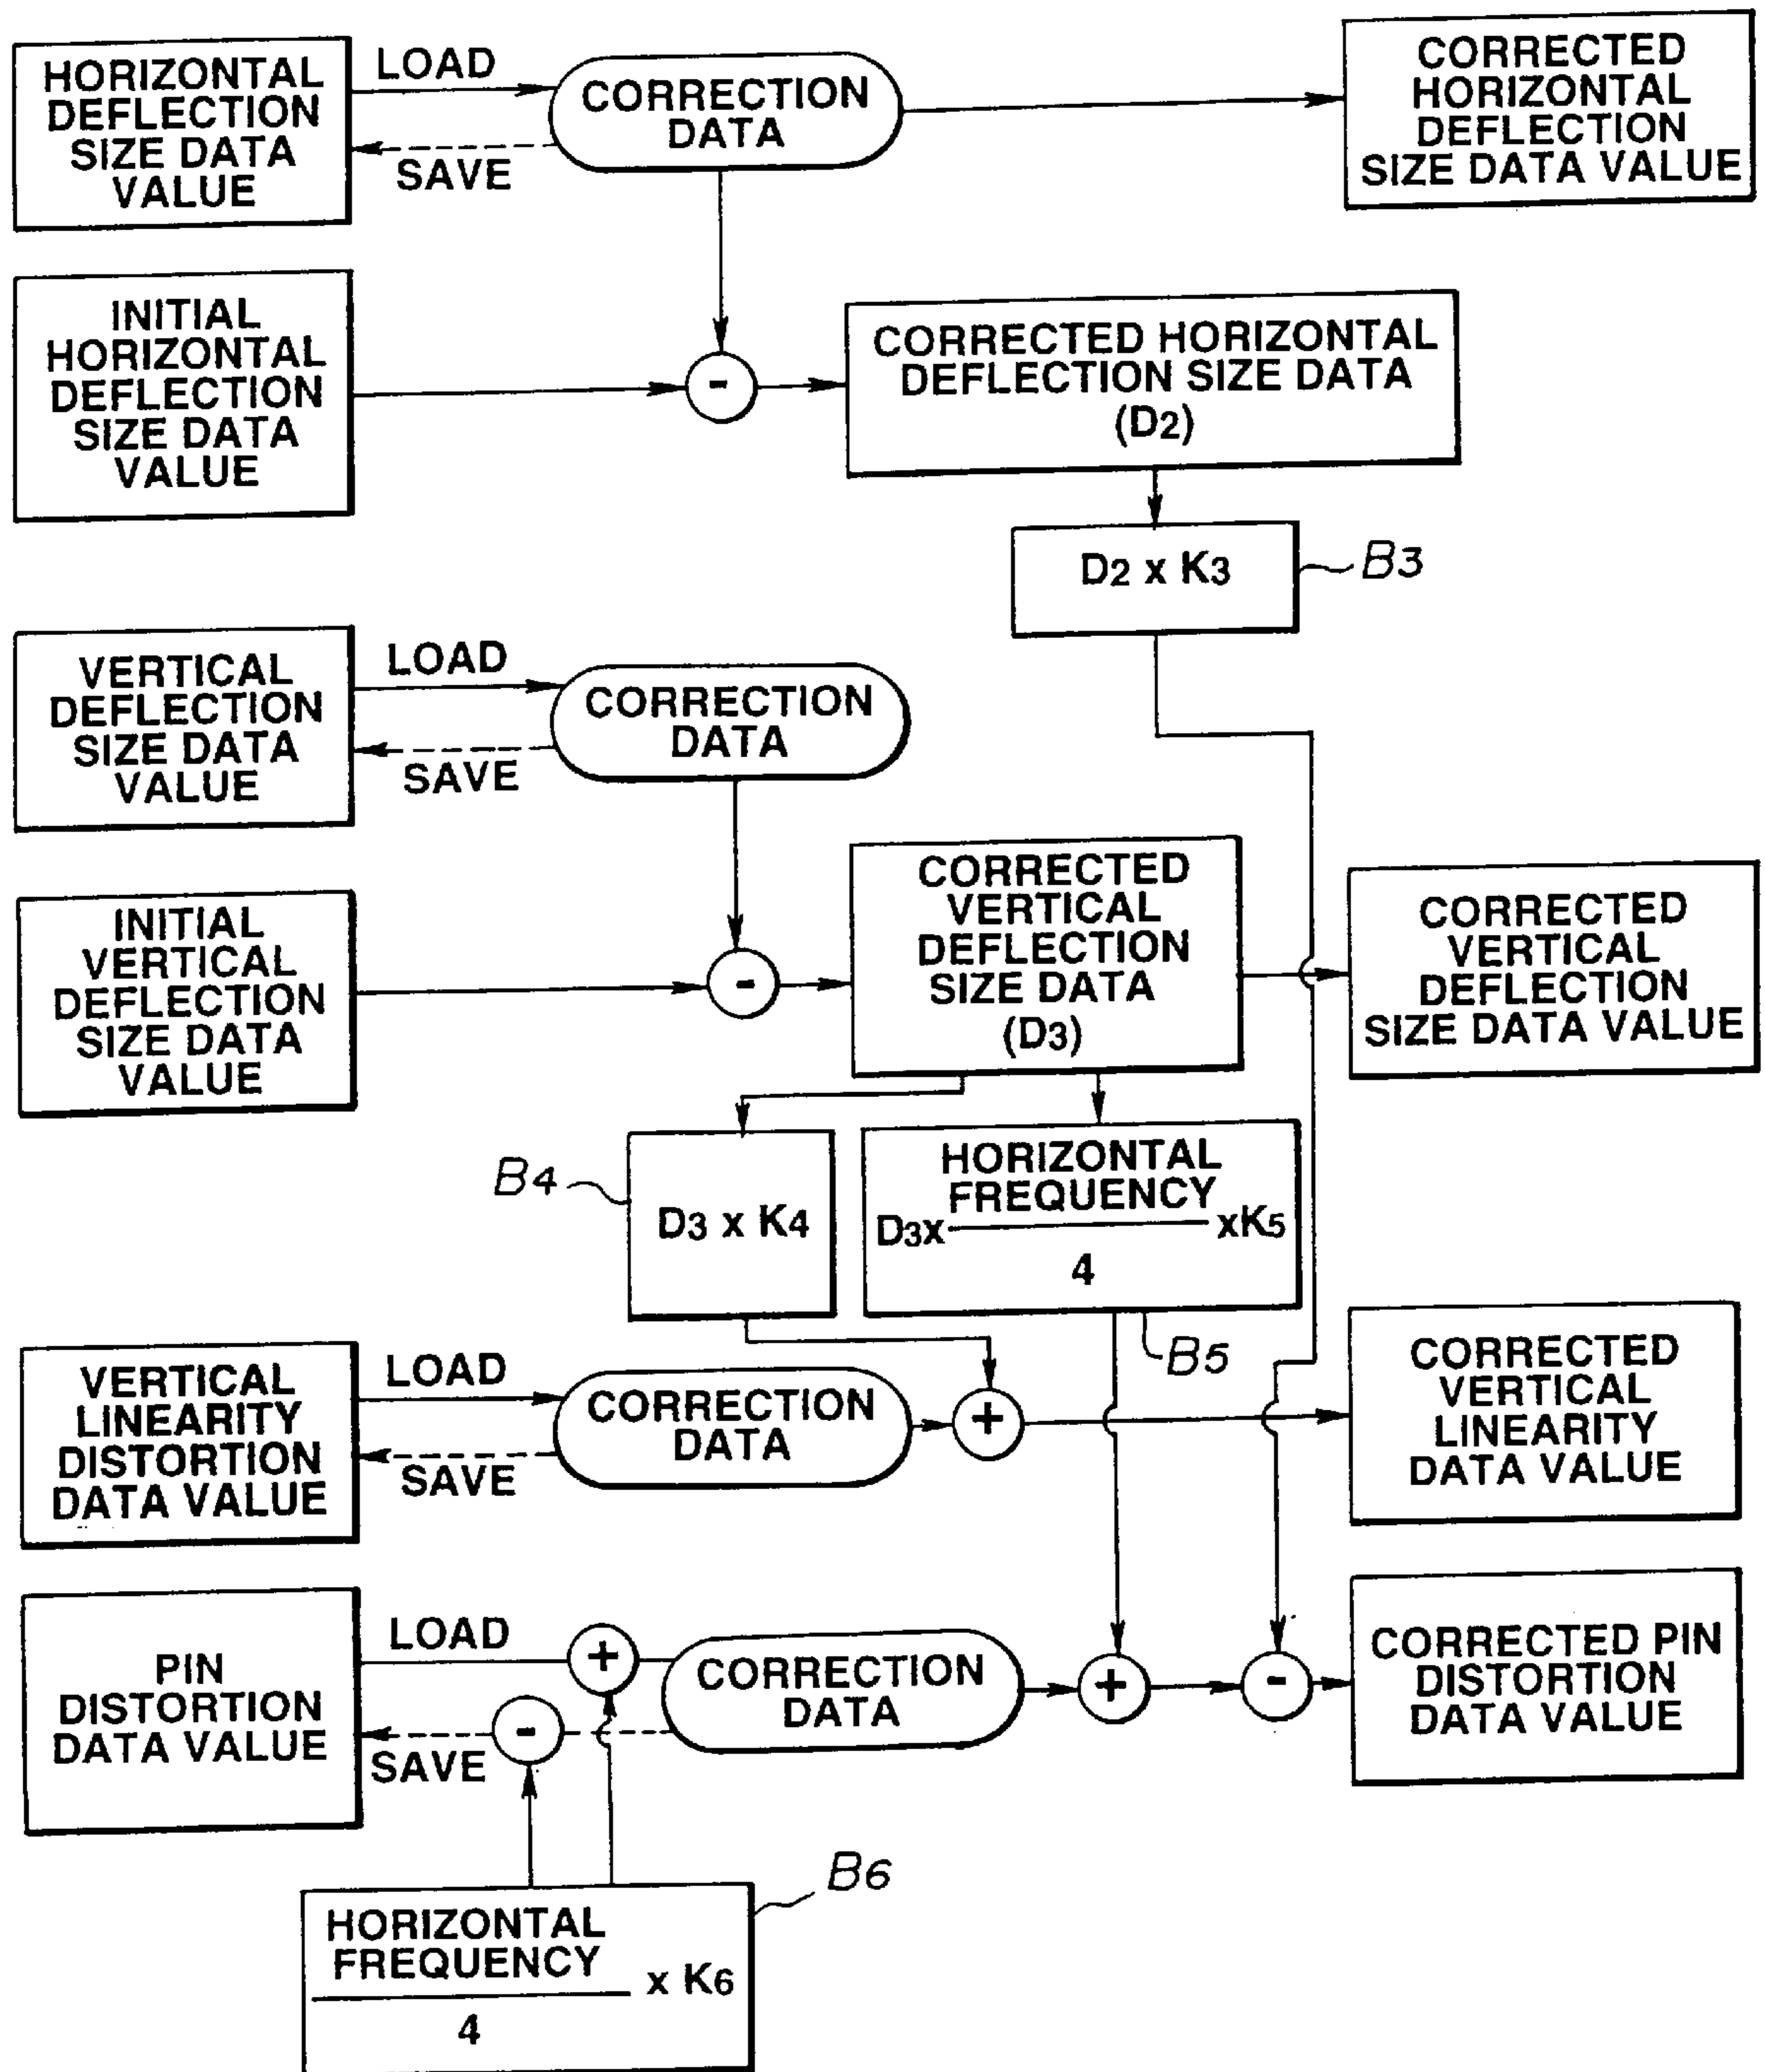 HORIZONTAL
DEFLECTION
SIZE DATA
VALUE
LOAD
SAVE
CORRECTION
DATA
CORRECTED
HORIZONTAL
DEFLECTION
SIZE DATA VALUE
INITIAL
HORIZONTAL
DEFLECTION
SIZE DATA
VALUE
-
CORRECTED HORIZONTAL
DEFLECTION SIZE DATA
(D2)
D2 x K3
B3
VERTICAL
DEFLECTION
SIZE DATA
VALUE
LOAD
SAVE
CORRECTION
DATA
INITIAL
VERTICAL
DEFLECTION
SIZE DATA
VALUE
-
CORRECTED
VERTICAL
DEFLECTION
SIZE DATA
(D3)
CORRECTED
VERTICAL
DEFLECTION
SIZE DATA VALUE
B4
D3 x K4
HORIZONTAL
FREQUENCY
D3x xK5
4
B5
VERTICAL
LINEARITY
DISTORTION
DATA VALUE
LOAD
SAVE
CORRECTION
DATA
+
CORRECTED
VERTICAL
LINEARITY
DATA VALUE
PIN
DISTORTION
DATA VALUE
LOAD
+
-
SAVE
CORRECTION
DATA
+
-
CORRECTED PIN
DISTORTION
DATA VALUE
B6
HORIZONTAL
FREQUENCY
x K6
4